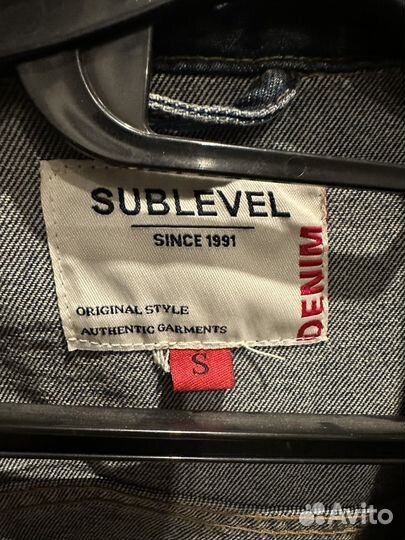 SUBLEVEL
SINCE 1991
DENIM
ORIGINAL STYLE
AUTHENTIC GARMENTS
S
Avito